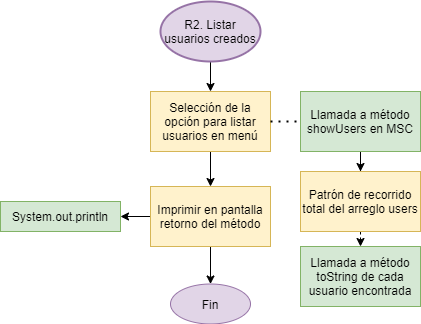 R2. Listar
usuarios creados
Selección de la
opción para listar
usuarios en menú
Llamada a método
showUsers en MSC
Patrón de recorrido
total del arreglo users
Imprimir en pantalla
retorno del método
System.out.println
Llamada a método
toString de cada
usuario encontrada
Fin